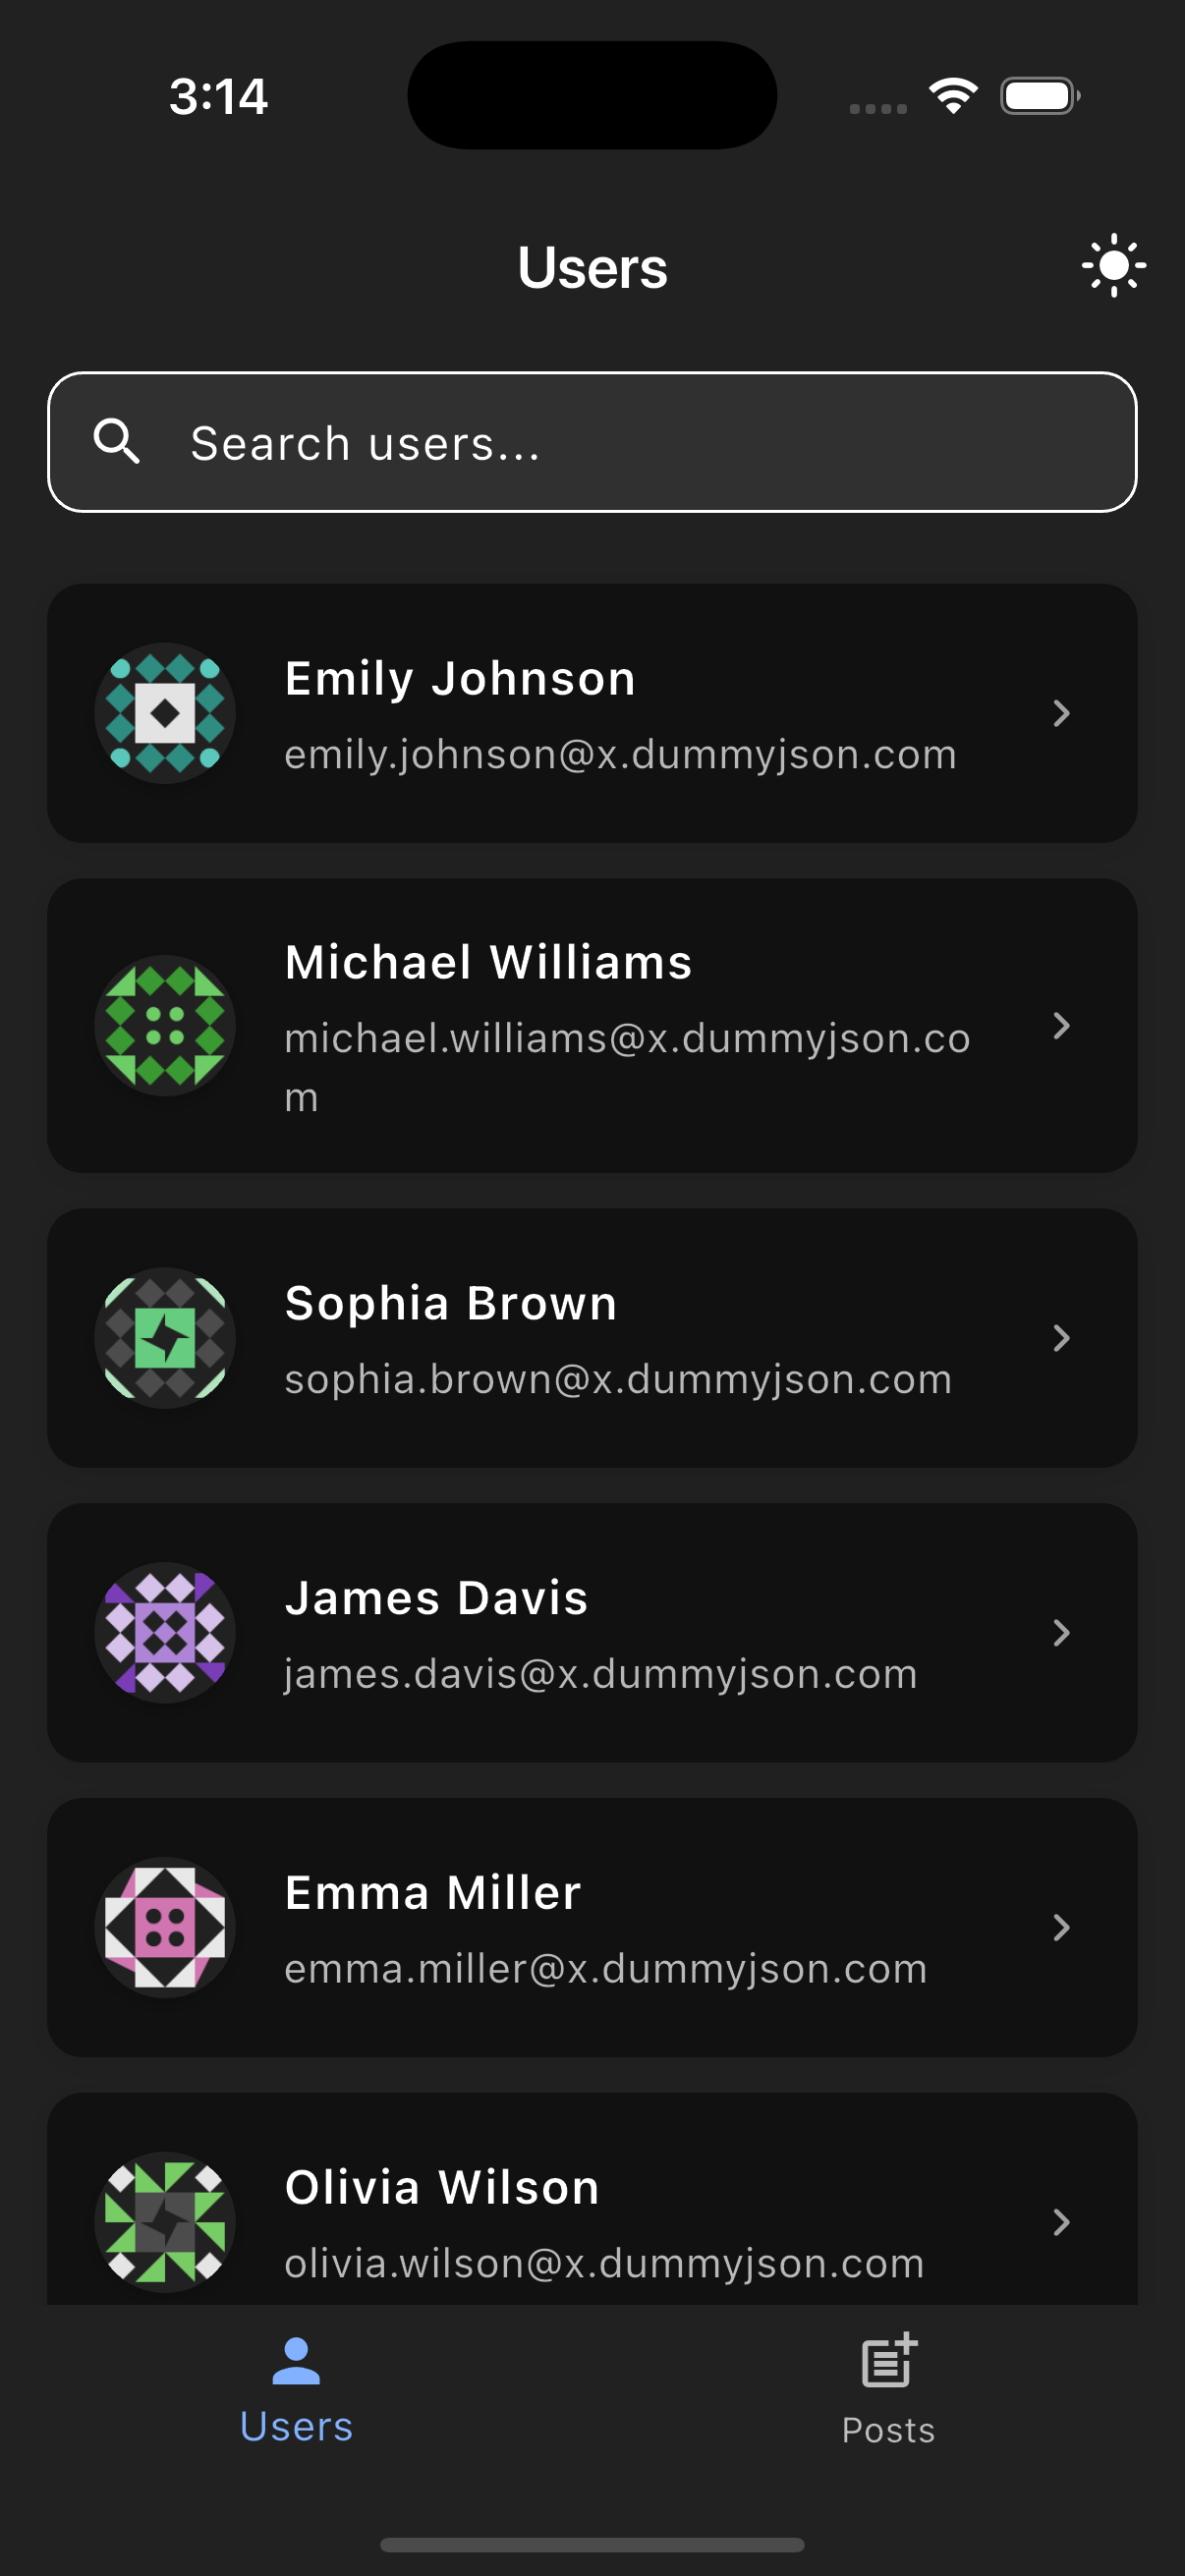 3:14
Users
Search users...
Emily Johnson
emily.johnson@x.dummyjson.com
Michael Williams
michael.williams@x.dummyjson.co
m
Sophia Brown
sophia.brown@x.dummyjson.com
James Davis
james.davis@x.dummyjson.com
Emma Miller
emma.miller@x.dummyjson.com
Olivia Wilson
olivia.wilson@x.dummyjson.com
Users
Posts